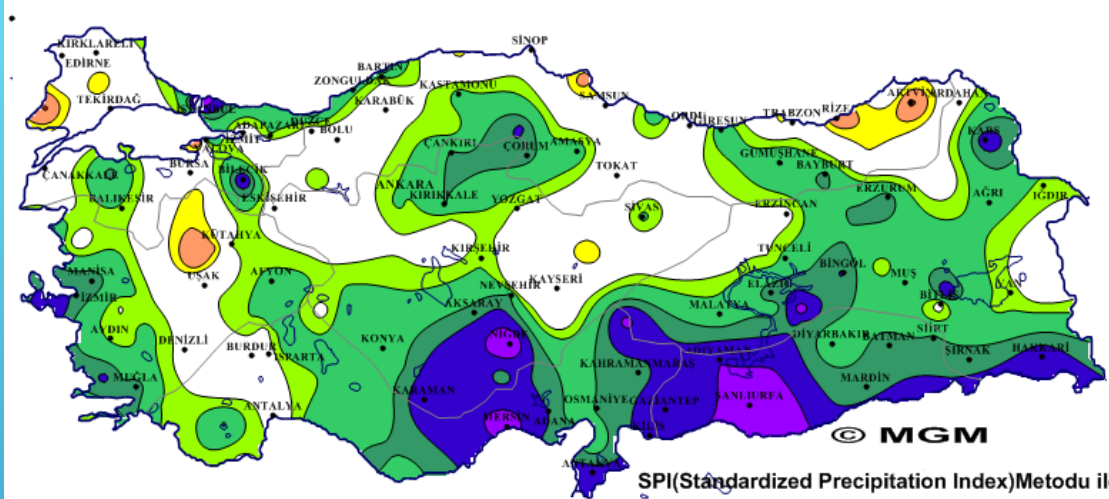 SİNOP
KIRKLARELİ
EDİRNE
BARTIN
ZONGULDAK
KASTAMONU
TEKİRDAĞ
KARABÜK
SAMSUN
ARTVİN
ARDAHAN
RİZE
TRABZON
ORDU
GİRESUN
ADAPAZARI
DÜZCE
İZMİT
BOLU
YALOVA
KARS
ÇANKIRI
ÇORUM
AMASYA
BURSA
BİLECİK
TOKAT
GÜMÜŞHANE
BAYBURT
ÇANAKKALE
ANKARA
ESKİŞEHİR
KIRIKKALE
YOZGAT
SİVAS
ERZİNCAN
ERZURUM
AĞRI
IĞDIR
BALIKESİR
KÜTAHYA
KIRŞEHİR
TUNCELİ
MANİSA
UŞAK
AFYON
NEVŞEHİR
KAYSERİ
BİNGÖL
MUŞ
VAN
İZMİR
AKSARAY
MALATYA
ELAZIĞ
AYDIN
DENİZLİ
BURDUR
ISPARTA
KONYA
NİĞDE
DİYARBAKIR
BATMAN
SİİRT
ŞIRNAK
HAKKARİ
MUĞLA
KARAMAN
KAHRAMANMARAŞ
ADIYAMAN
MARDİN
ANTALYA
MERSİN
ADANA
OSMANİYE
GAZİANTEP
ŞANLIURFA
KİLİS
ANTAKYA
© MGM
SPI(Standardized Precipitation Index)Metodu il